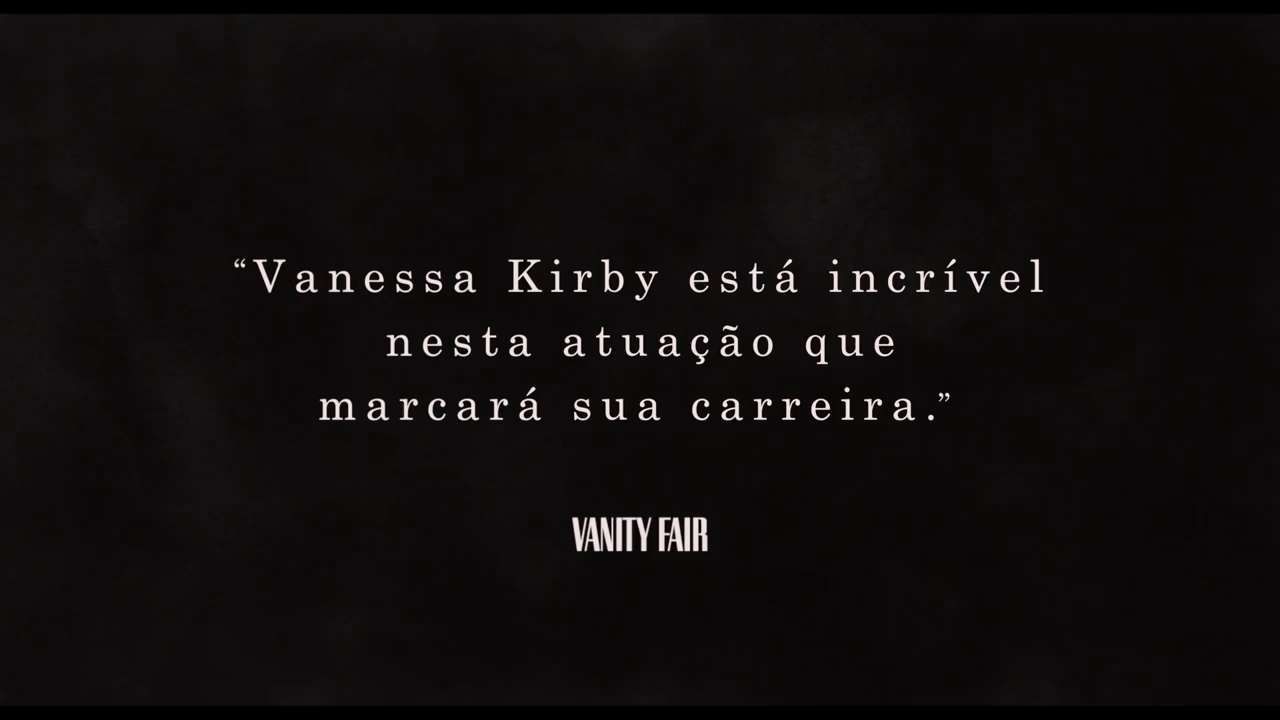 “Vanessa Kirby está incrível
nesta atuação que
marcará sua carreira.”
VANITY FAIR